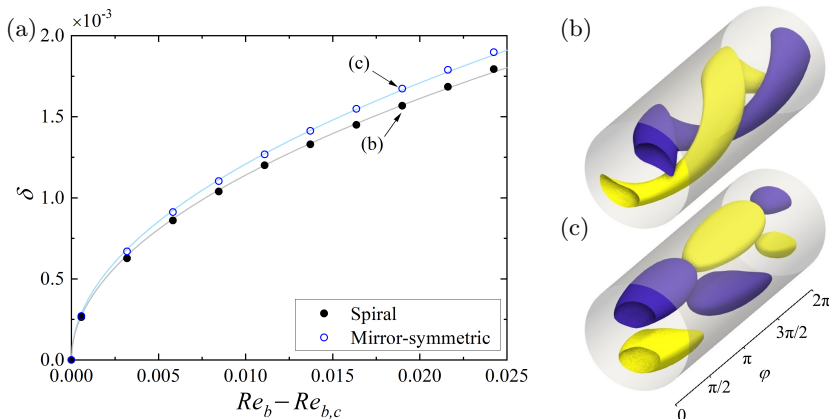 (a)
×10⁻³
2.0
1.5
1.0
0.5
0.0
δ
(c)
(b)
Spiral
Mirror-symmetric
0.000 0.005 0.010 0.015 0.020 0.025
Re_b − Re_{b,c}
(b)
(c)
0 π/2 π 3π/2 2π
φ